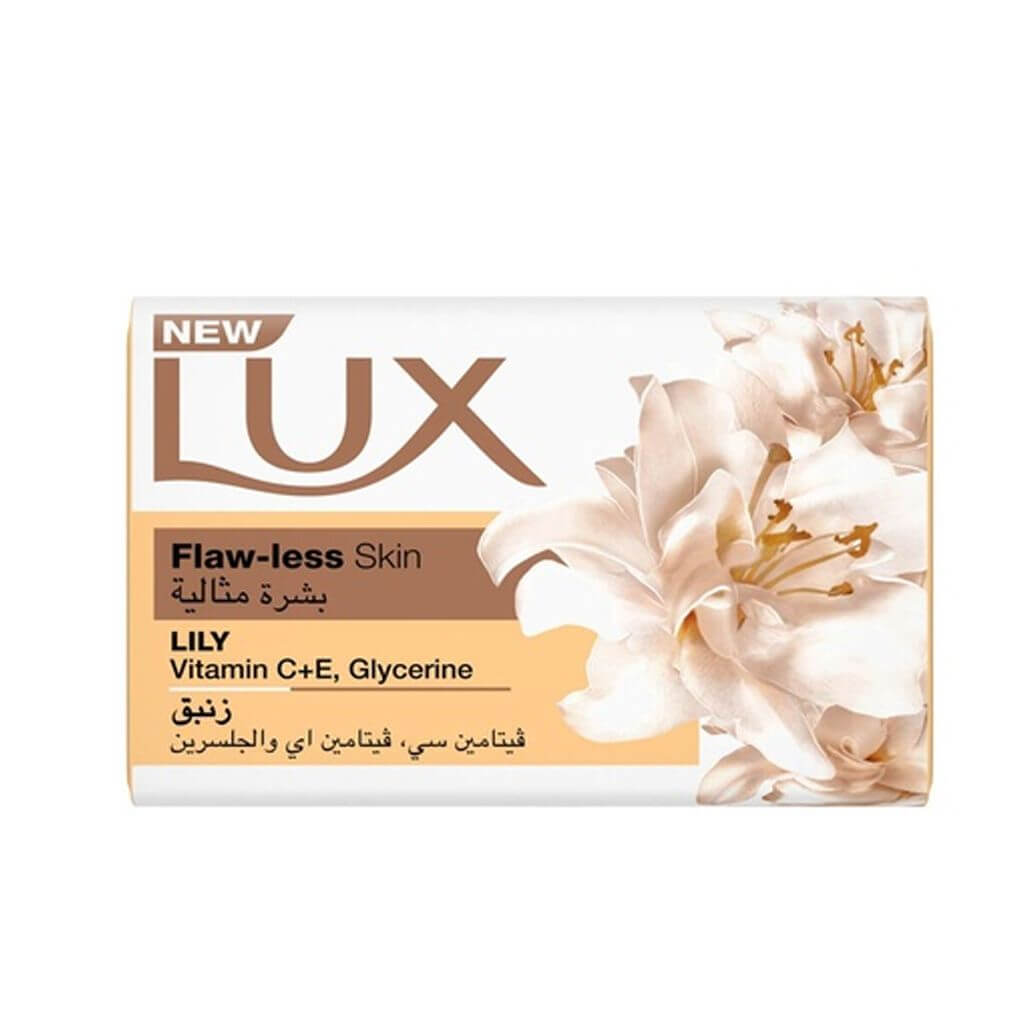 NEW
LUX
Flaw-less Skin
بشرة مثالية
LILY
Vitamin C+E, Glycerine
زنبق
ڤيتامين سي، ڤيتامين اي والجلسرين